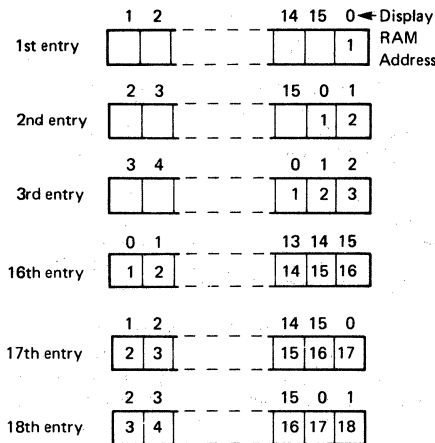 1 2 14 15 0 Display
1st entry 1 RAM
Address
2 3 15 0 1
2nd entry 1 2
3 4 0 1 2
3rd entry 1 2 3
0 1 13 14 15
16th entry 1 2 14 15 16
1 2 14 15 0
17th entry 2 3 15 16 17
2 3 15 0 1
18th entry 3 4 16 17 18